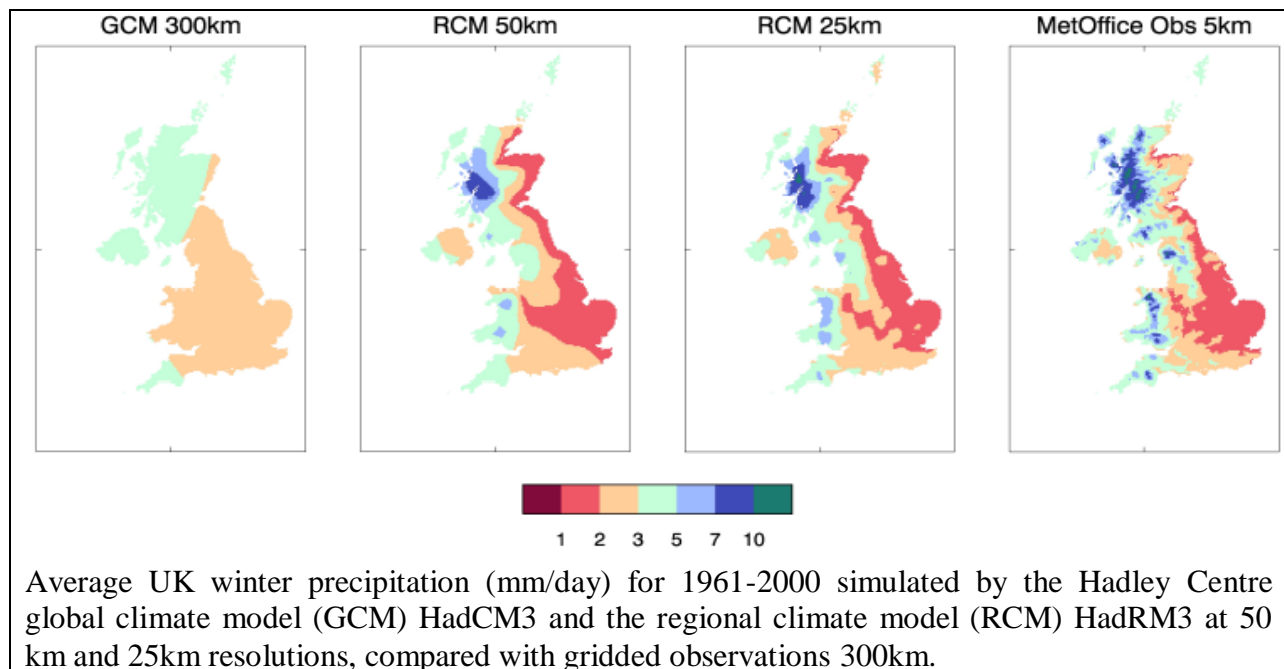 GCM 300km
RCM 50km
RCM 25km
MetOffice Obs 5km
1 2 3 5 7 10
Average UK winter precipitation (mm/day) for 1961-2000 simulated by the Hadley Centre
global climate model (GCM) HadCM3 and the regional climate model (RCM) HadRM3 at 50
km and 25km resolutions, compared with gridded observations 300km.